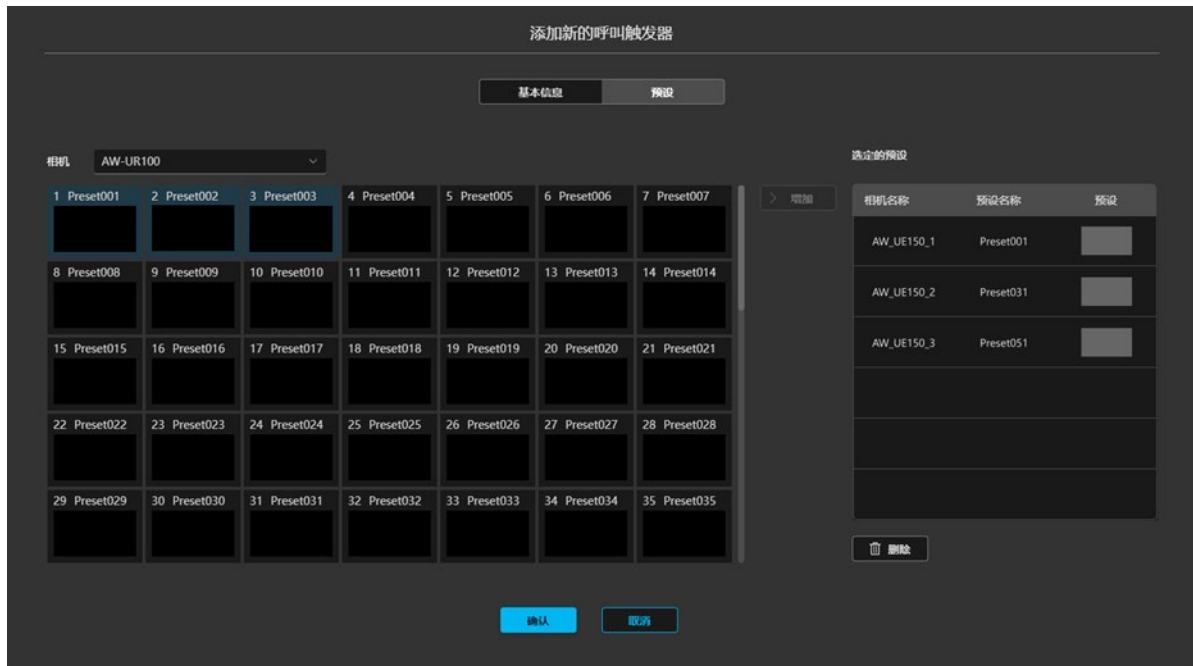 添加新的呼叫触发器
基本信息 预设
相机 AW-UR100
1 Preset001 2 Preset002 3 Preset003 4 Preset004 5 Preset005 6 Preset006 7 Preset007
8 Preset008 9 Preset009 10 Preset010 11 Preset011 12 Preset012 13 Preset013 14 Preset014
15 Preset015 16 Preset016 17 Preset017 18 Preset018 19 Preset019 20 Preset020 21 Preset021
22 Preset022 23 Preset023 24 Preset024 25 Preset025 26 Preset026 27 Preset027 28 Preset028
29 Preset029 30 Preset030 31 Preset031 32 Preset032 33 Preset033 34 Preset034 35 Preset035
增加
选定的预设
相机名称 预设名称 预设
AW_UE150_1 Preset001
AW_UE150_2 Preset031
AW_UE150_3 Preset051
删除
确认 取消